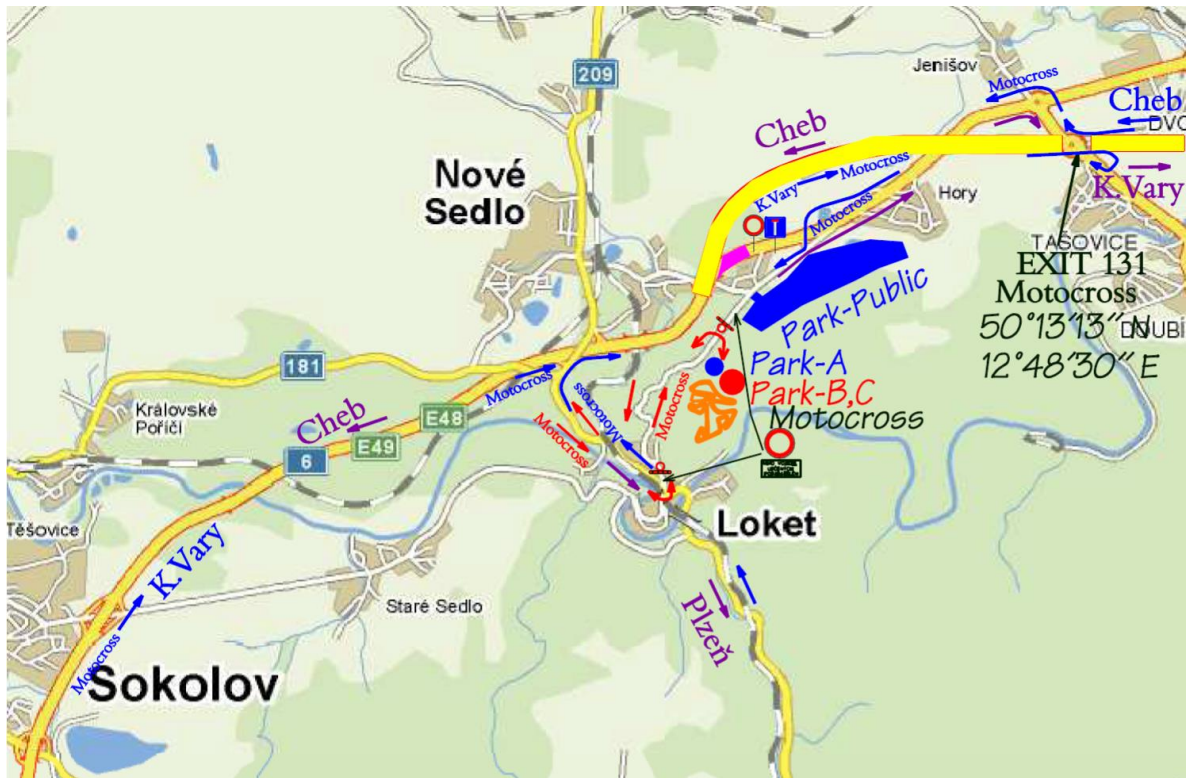 Jenišov
Motocross
209
Cheb
Cheb
DVO
K.Vary
Motocross
K.Vary
Nové
Sedlo
Motocross
Hory
TAŠOVICE
EXIT 131
Motocross
50°13'13" N
12°48'30" E
DOUBÍ
Park-Public
Park-A
Park-B,C
Motocross
181
Motocross
Motocross
Motocross
Motocross
Královské
Poříčí
Cheb
E48
E49
6
Těšovice
K.Vary
Motocross
Loket
Staré Sedlo
Plzeň
Sokolov